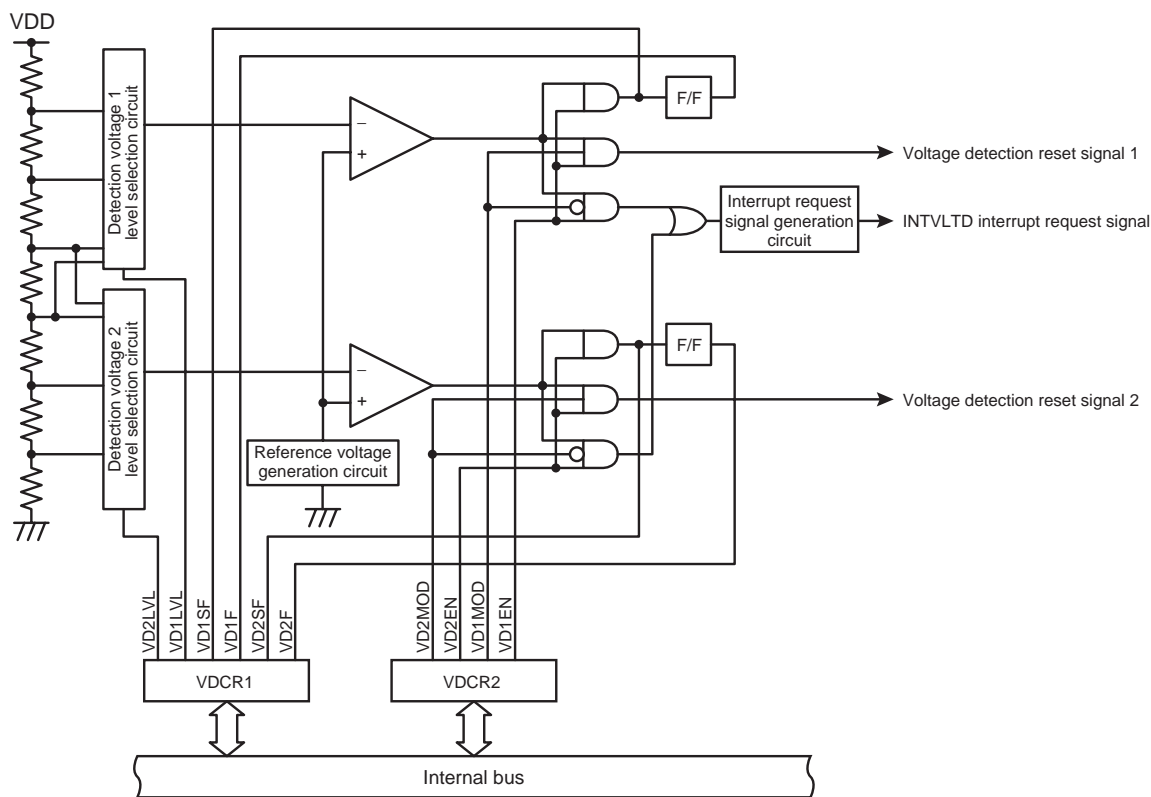 VDD
Detection voltage 1
level selection circuit
−
+
F/F
Voltage detection reset signal 1
Interrupt request
signal generation
circuit
INTVLTD interrupt request signal
Detection voltage 2
level selection circuit
−
+
F/F
Voltage detection reset signal 2
Reference voltage
generation circuit
VD2LVL
VD1LVL
VD1SF
VD1F
VD2SF
VD2F
VD2MOD
VD2EN
VD1MOD
VD1EN
VDCR1
VDCR2
Internal bus